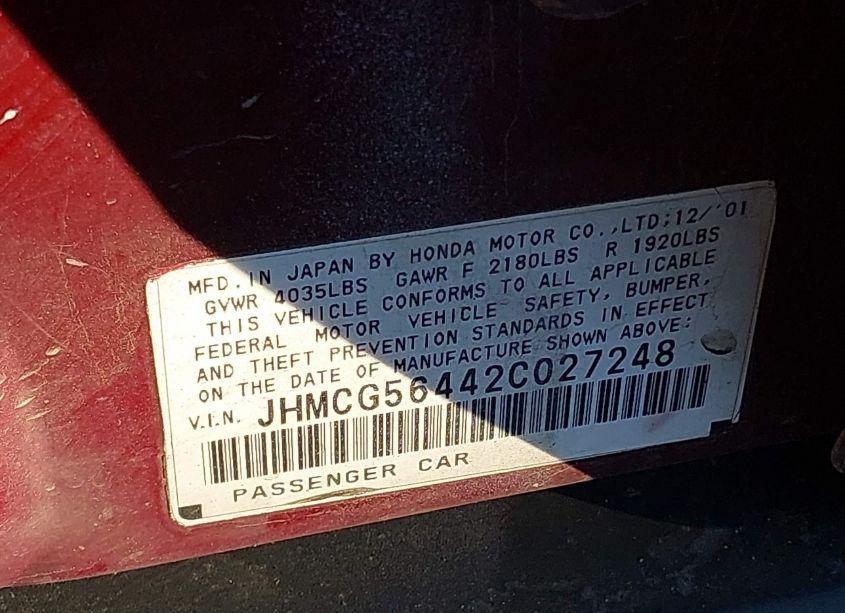 MFD. IN JAPAN BY HONDA MOTOR CO.,LTD;12/'01
GVWR 4035LBS GAWR F 2180LBS R 1920LBS
THIS VEHICLE CONFORMS TO ALL APPLICABLE
FEDERAL MOTOR VEHICLE SAFETY, BUMPER,
AND THEFT PREVENTION STANDARDS IN EFFECT
ON THE DATE OF MANUFACTURE SHOWN ABOVE:
V.I.N. JHMCG56442C027248
PASSENGER CAR